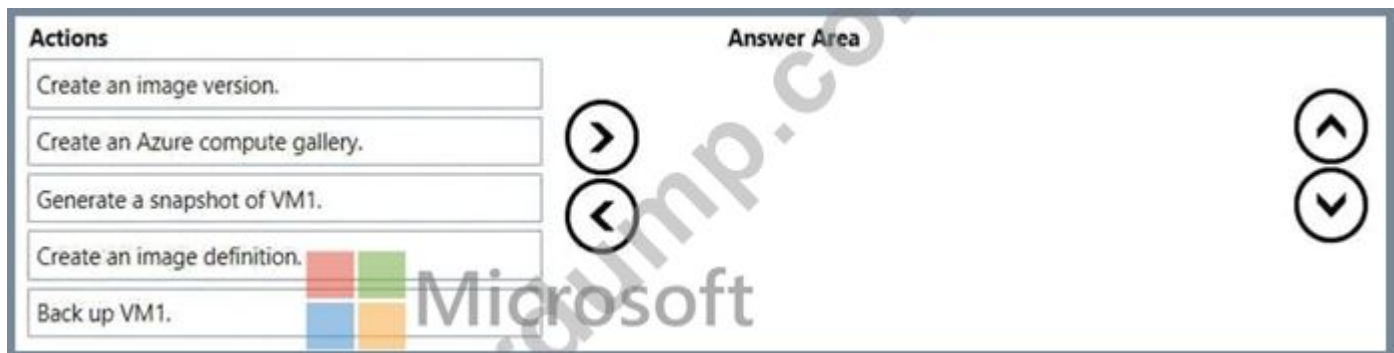 Actions
Answer Area
Create an image version.
Create an Azure compute gallery.
Generate a snapshot of VM1.
Create an image definition.
Back up VM1.
Microsoft